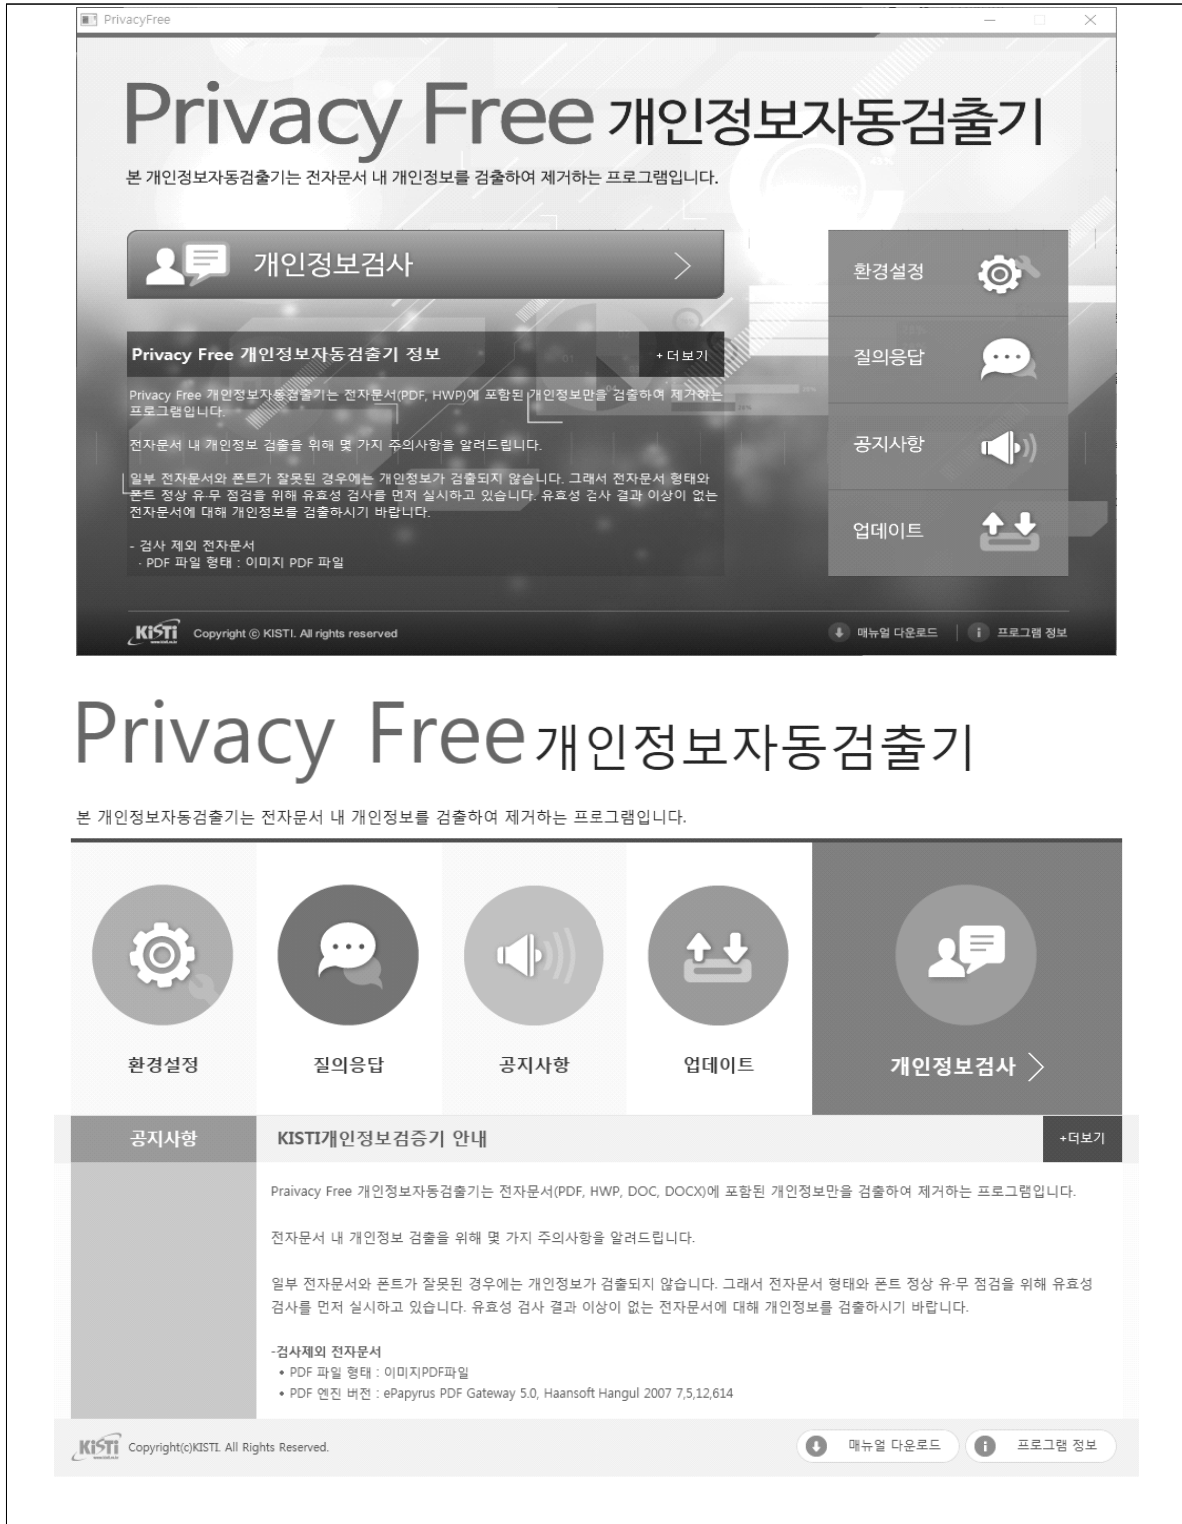 PrivacyFree
Privacy Free 개인정보자동검출기
본 개인정보자동검출기는 전자문서 내 개인정보를 검출하여 제거하는 프로그램입니다.
개인정보검사
환경설정
질의응답
공지사항
업데이트
Privacy Free 개인정보자동검출기 정보
+더보기
Privacy Free 개인정보자동검출기는 전자문서(PDF, HWP)에 포함된 개인정보만을 검출하여 제거하는
프로그램입니다.
전자문서 내 개인정보 검출을 위해 몇 가지 주의사항을 알려드립니다.
일부 전자문서와 폰트가 잘못된 경우에는 개인정보가 검출되지 않습니다. 그래서 전자문서 형태와
폰트 정상 유·무 점검을 위해 유효성 검사를 먼저 실시하고 있습니다. 유효성 검사 결과 이상이 없는
전자문서에 대해 개인정보를 검출하시기 바랍니다.
- 검사 제외 전자문서
· PDF 파일 형태 : 이미지 PDF 파일
KiSTi Copyright ⓒ KISTI. All rights reserved
매뉴얼 다운로드 프로그램 정보
Privacy Free 개인정보자동검출기
본 개인정보자동검출기는 전자문서 내 개인정보를 검출하여 제거하는 프로그램입니다.
환경설정 질의응답 공지사항 업데이트 개인정보검사
공지사항 KISTI개인정보검증기 안내 +더보기
Praivacy Free 개인정보자동검출기는 전자문서(PDF, HWP, DOC, DOCX)에 포함된 개인정보만을 검출하여 제거하는 프로그램입니다.
전자문서 내 개인정보 검출을 위해 몇 가지 주의사항을 알려드립니다.
일부 전자문서와 폰트가 잘못된 경우에는 개인정보가 검출되지 않습니다. 그래서 전자문서 형태와 폰트 정상 유·무 점검을 위해 유효성
검사를 먼저 실시하고 있습니다. 유효성 검사 결과 이상이 없는 전자문서에 대해 개인정보를 검출하시기 바랍니다.
-검사제외 전자문서
• PDF 파일 형태 : 이미지PDF파일
• PDF 엔진 버전 : ePapyrus PDF Gateway 5.0, Haansoft Hangul 2007 7,5,12,614
KiSTi Copyright(c)KISTI. All Rights Reserved.
매뉴얼 다운로드 프로그램 정보